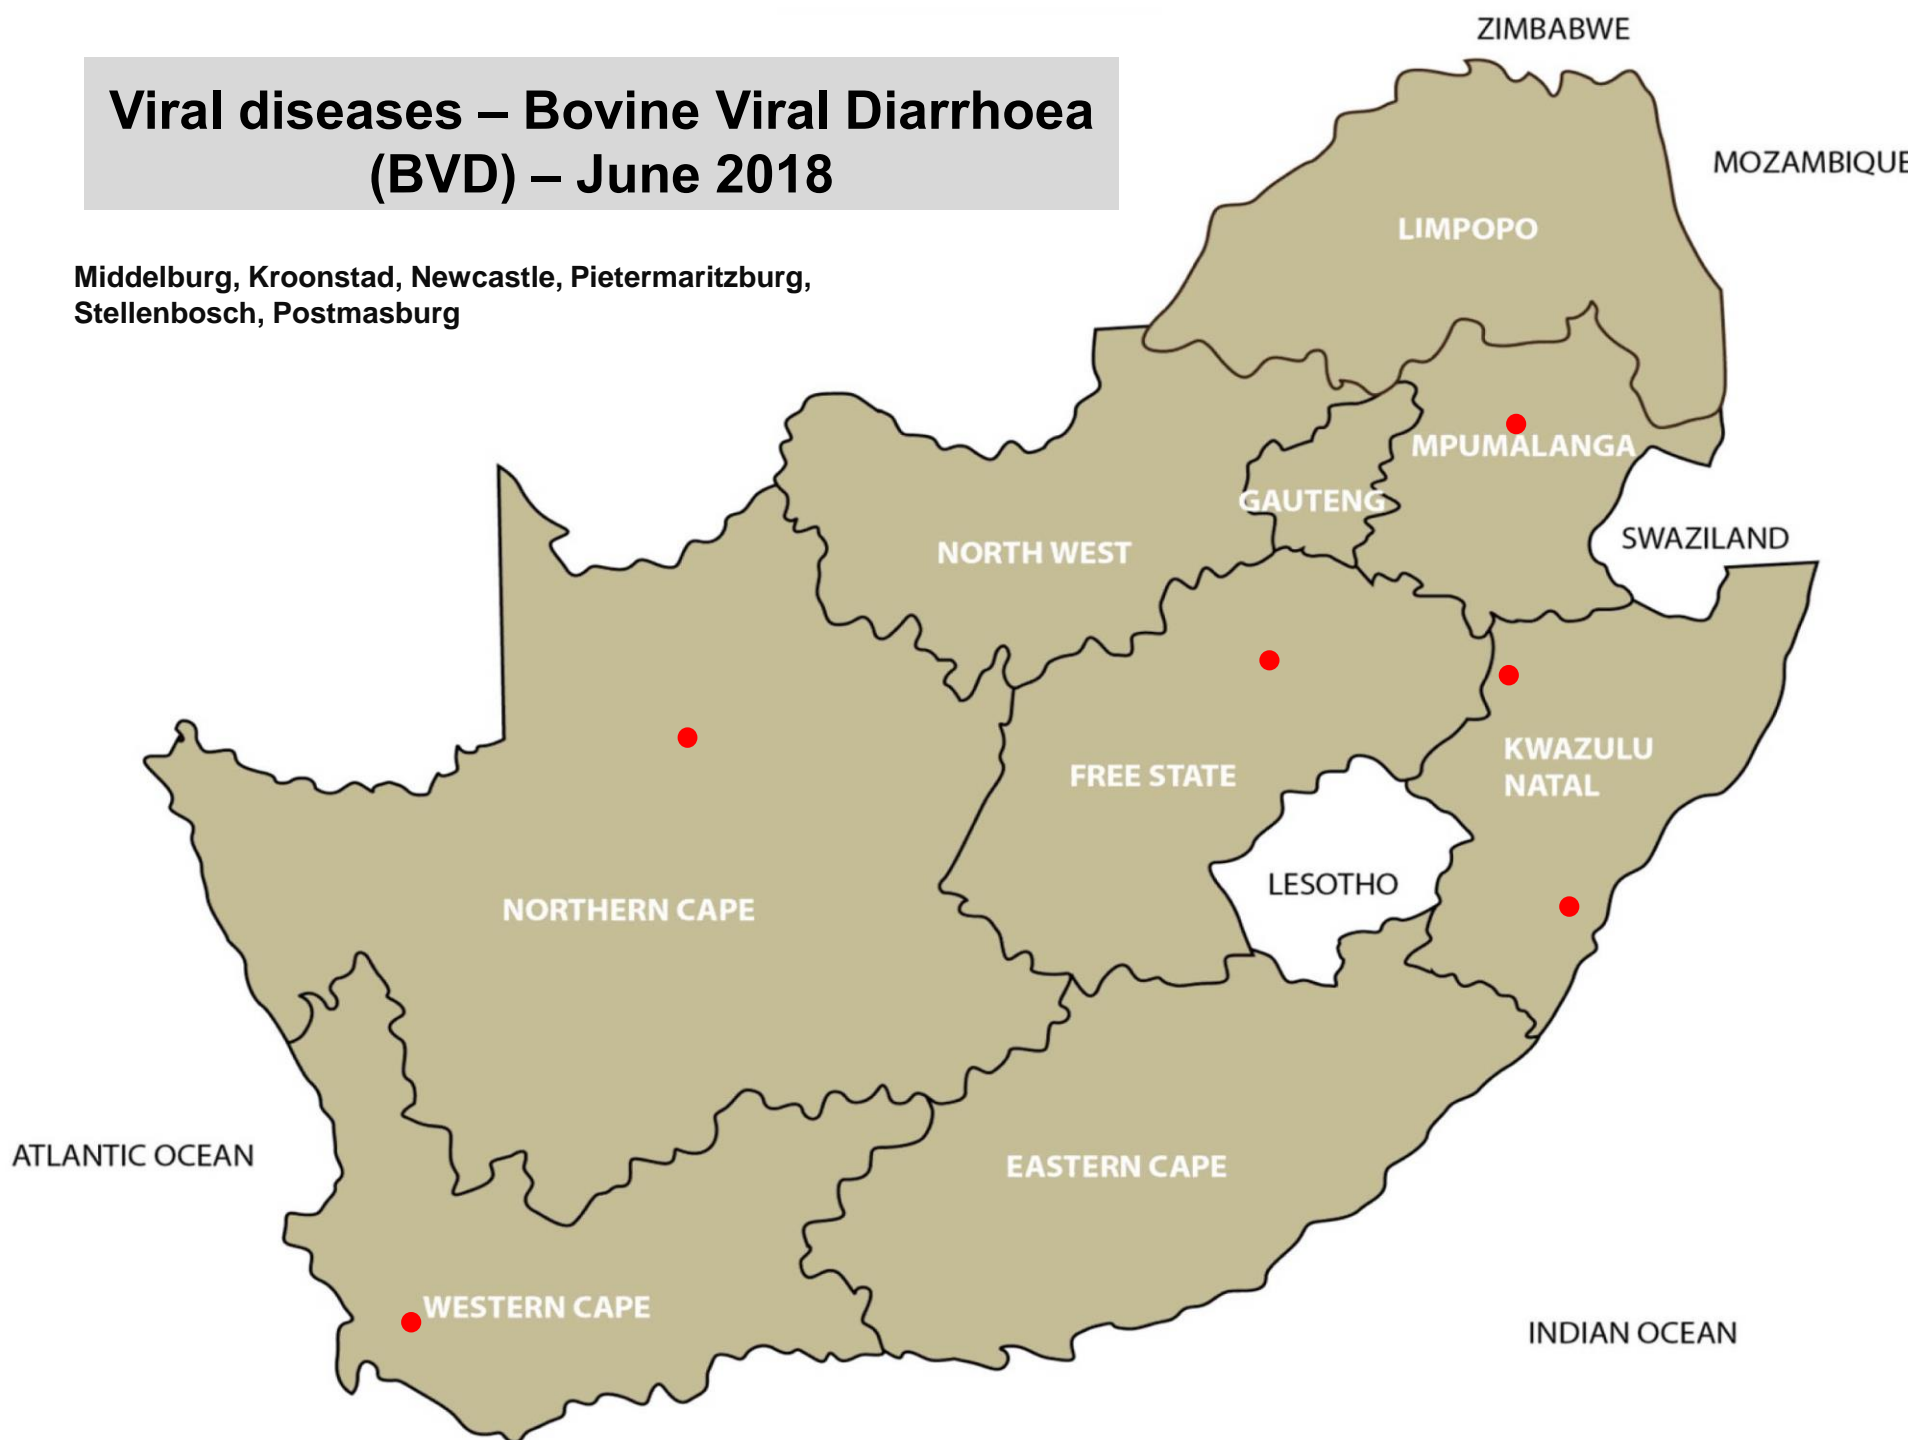 Viral diseases – Bovine Viral Diarrhoea
(BVD) – June 2018
Middelburg, Kroonstad, Newcastle, Pietermaritzburg,
Stellenbosch, Postmasburg
ZIMBABWE
MOZAMBIQUE
LIMPOPO
MPUMALANGA
GAUTENG
SWAZILAND
NORTH WEST
KWAZULU
NATAL
FREE STATE
LESOTHO
NORTHERN CAPE
ATLANTIC OCEAN
EASTERN CAPE
WESTERN CAPE
INDIAN OCEAN